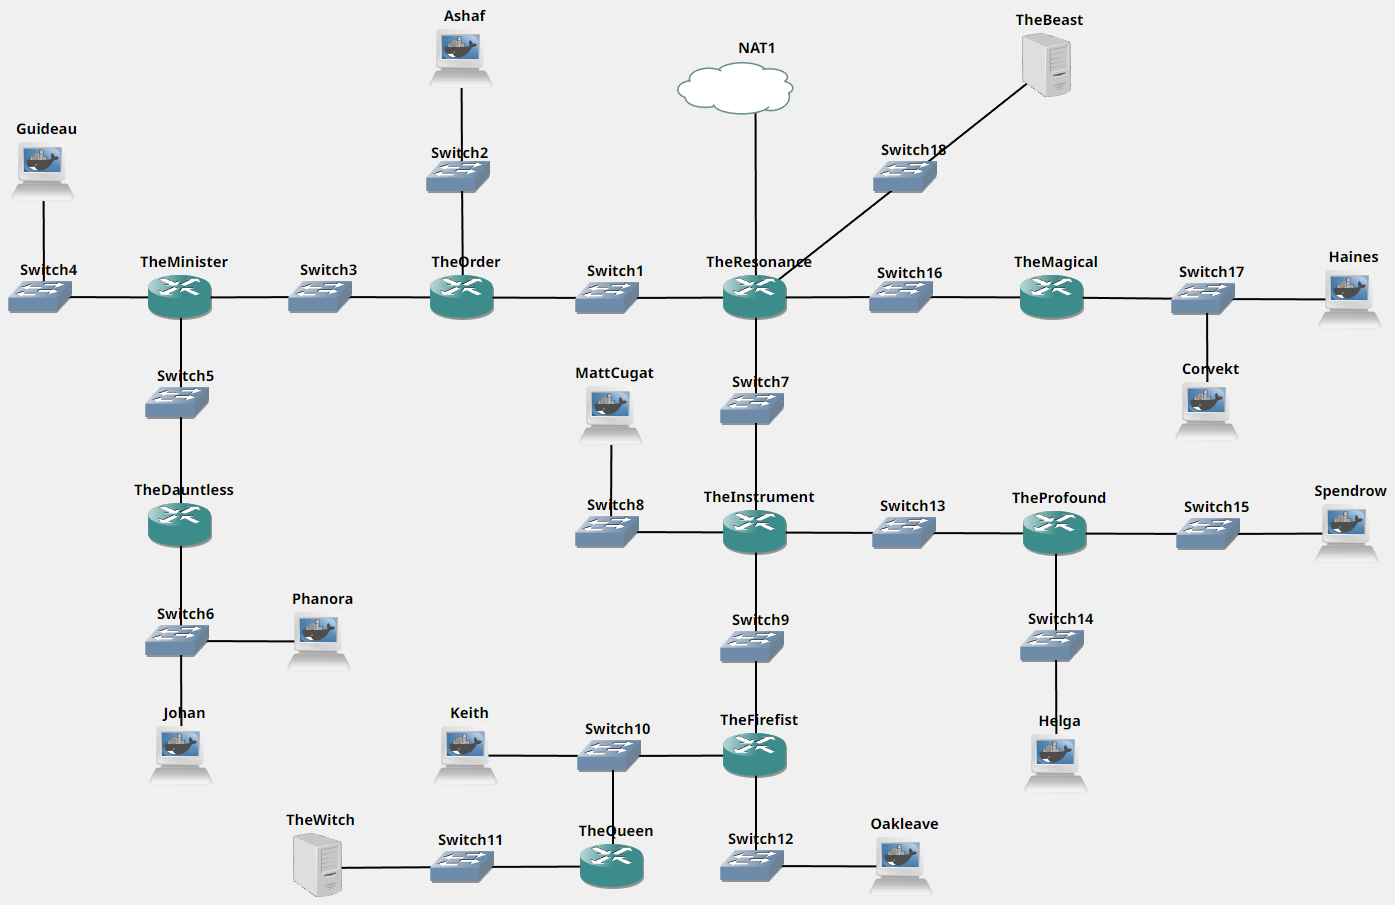 Ashaf
TheBeast
NAT1
Guideau
Switch2
Switch18
TheMinister
Switch3
TheOrder
Switch1
TheResonance
Switch16
TheMagical
Switch17
Haines
Switch4
MattCugat
Switch5
Switch7
Corvekt
TheDauntless
Switch8
TheInstrument
Switch13
TheProfound
Switch15
Spendrow
Phanora
Switch6
Switch9
Switch14
Johan
Keith
Switch10
TheFirefist
Helga
TheWitch
Switch11
TheQueen
Switch12
Oakleave